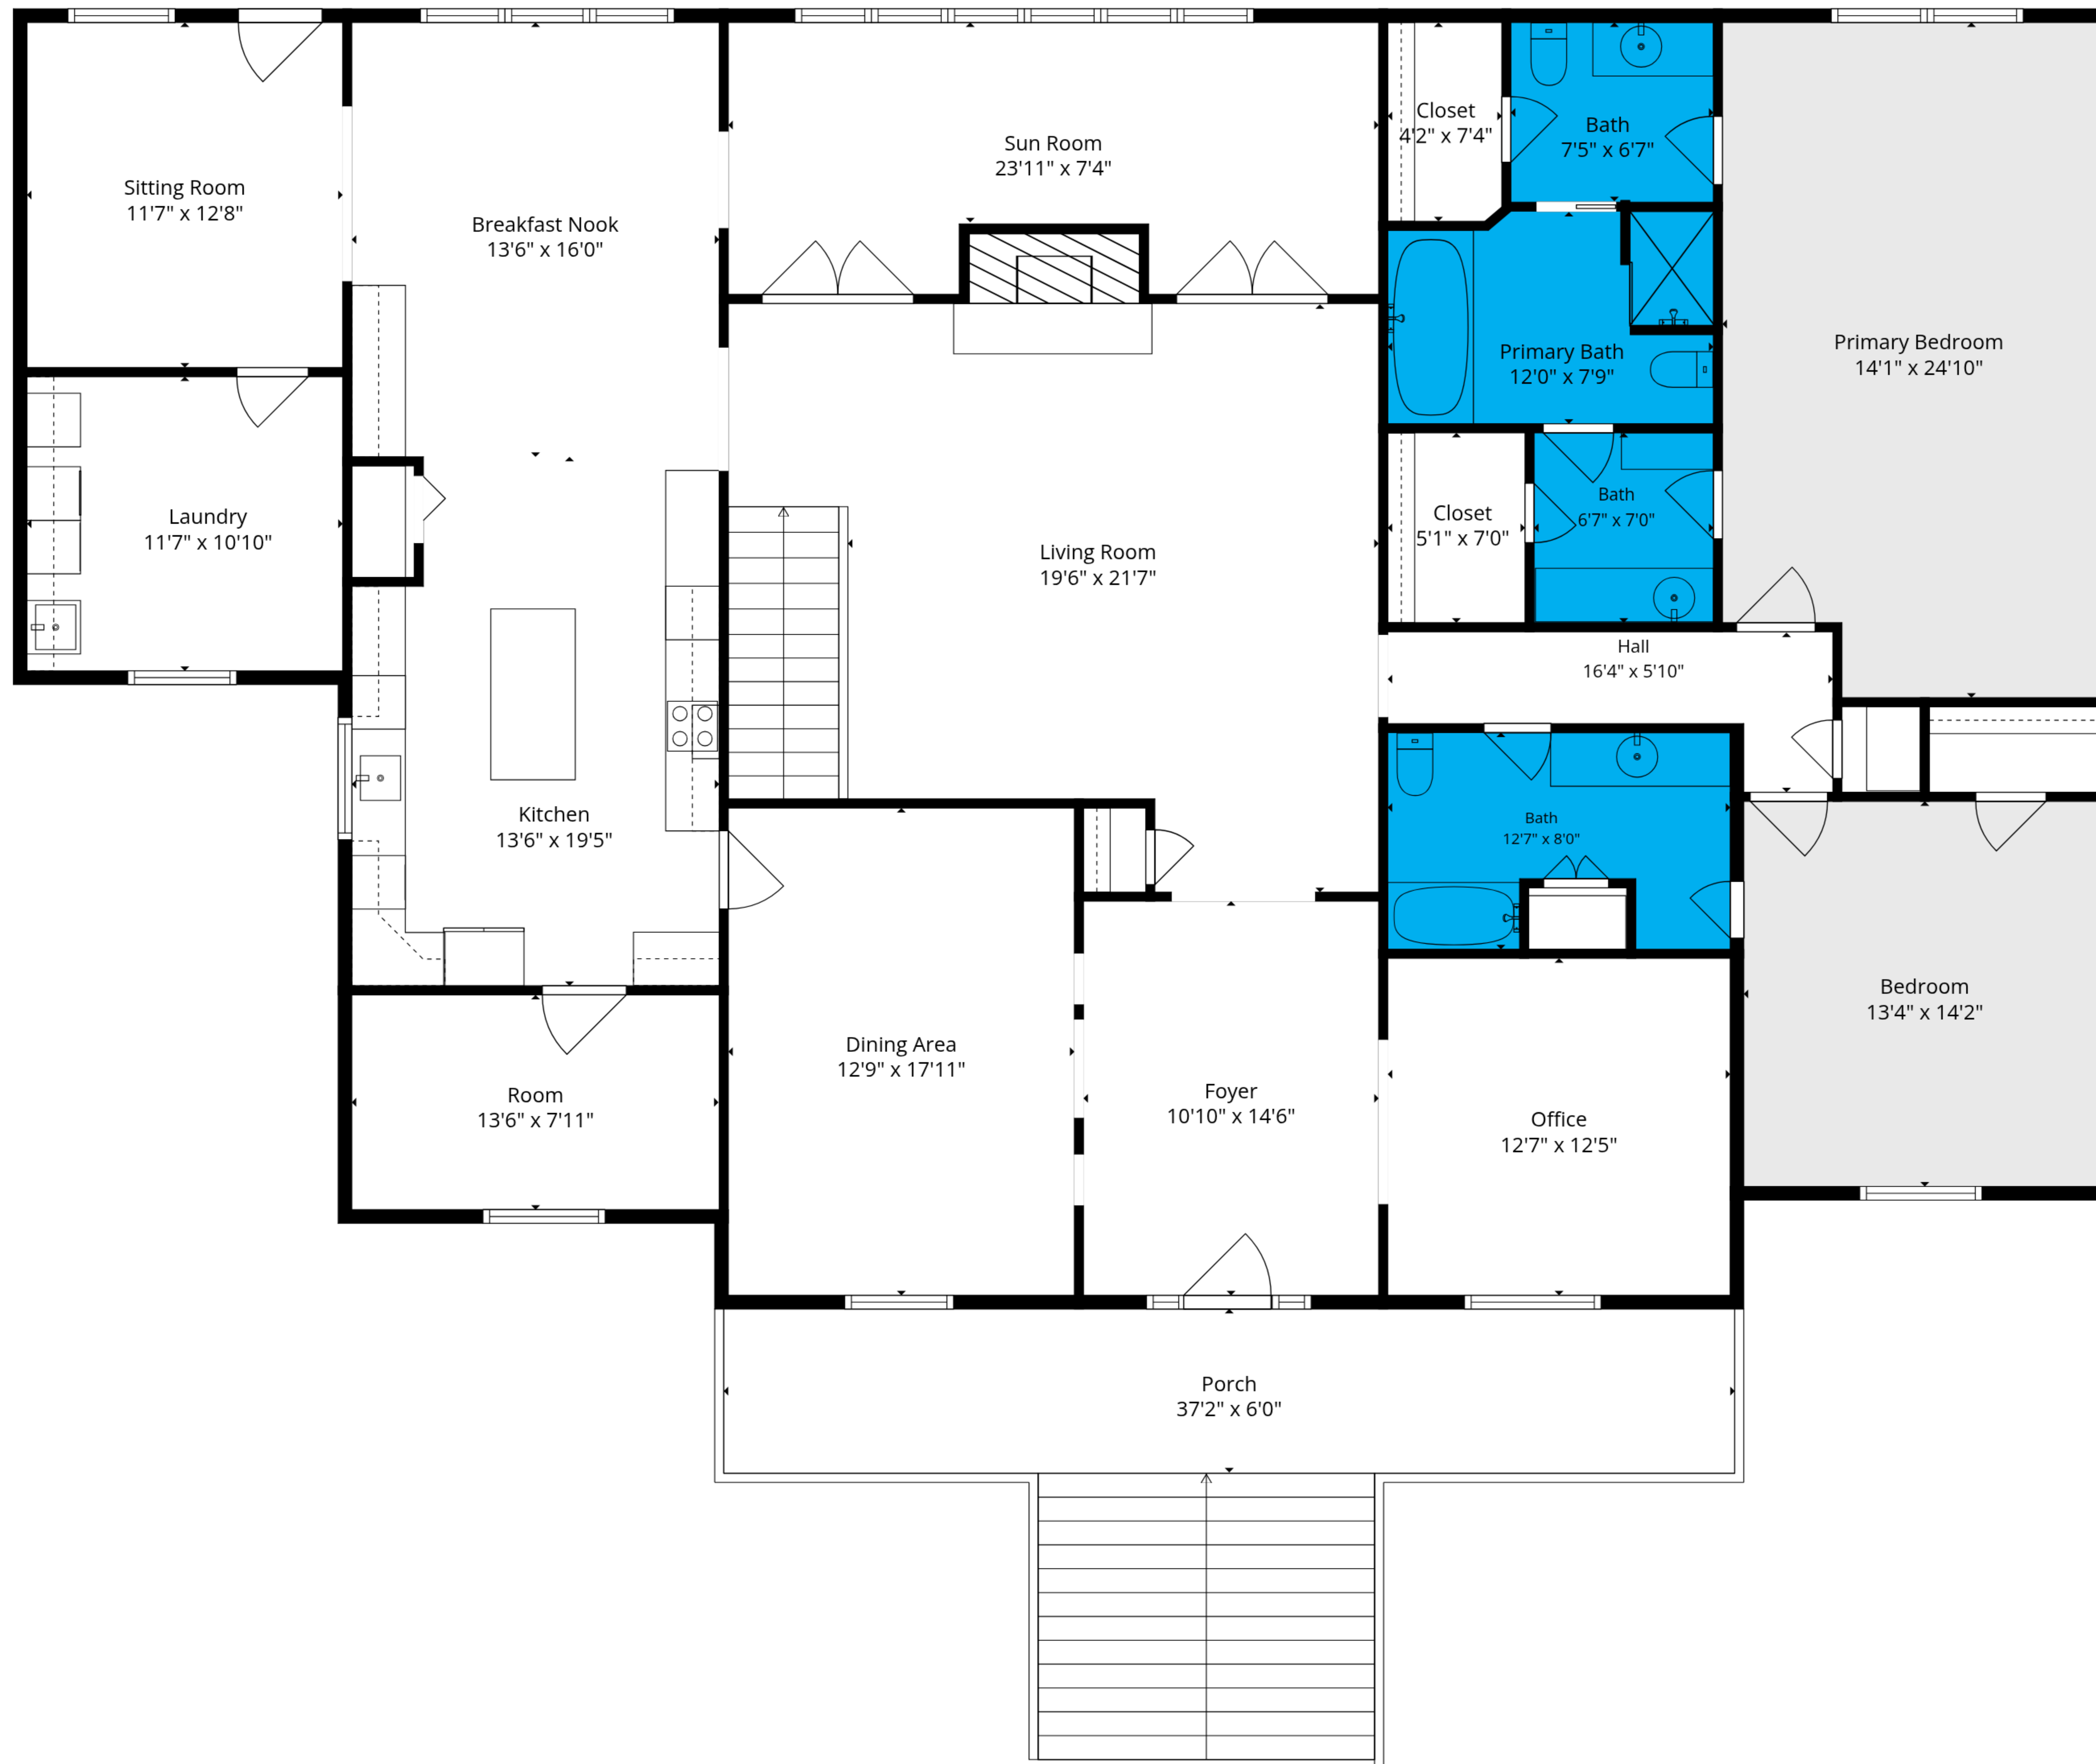 Sitting Room
11'7" x 12'8"
Breakfast Nook
13'6" x 16'0"
Sun Room
23'11" x 7'4"
Closet
4'2" x 7'4"
Bath
7'5" x 6'7"
Primary Bath
12'0" x 7'9"
Primary Bedroom
14'1" x 24'10"
Laundry
11'7" x 10'10"
Living Room
19'6" x 21'7"
Closet
5'1" x 7'0"
Bath
6'7" x 7'0"
Hall
16'4" x 5'10"
Kitchen
13'6" x 19'5"
Bath
12'7" x 8'0"
Bedroom
13'4" x 14'2"
Dining Area
12'9" x 17'11"
Room
13'6" x 7'11"
Foyer
10'10" x 14'6"
Office
12'7" x 12'5"
Porch
37'2" x 6'0"